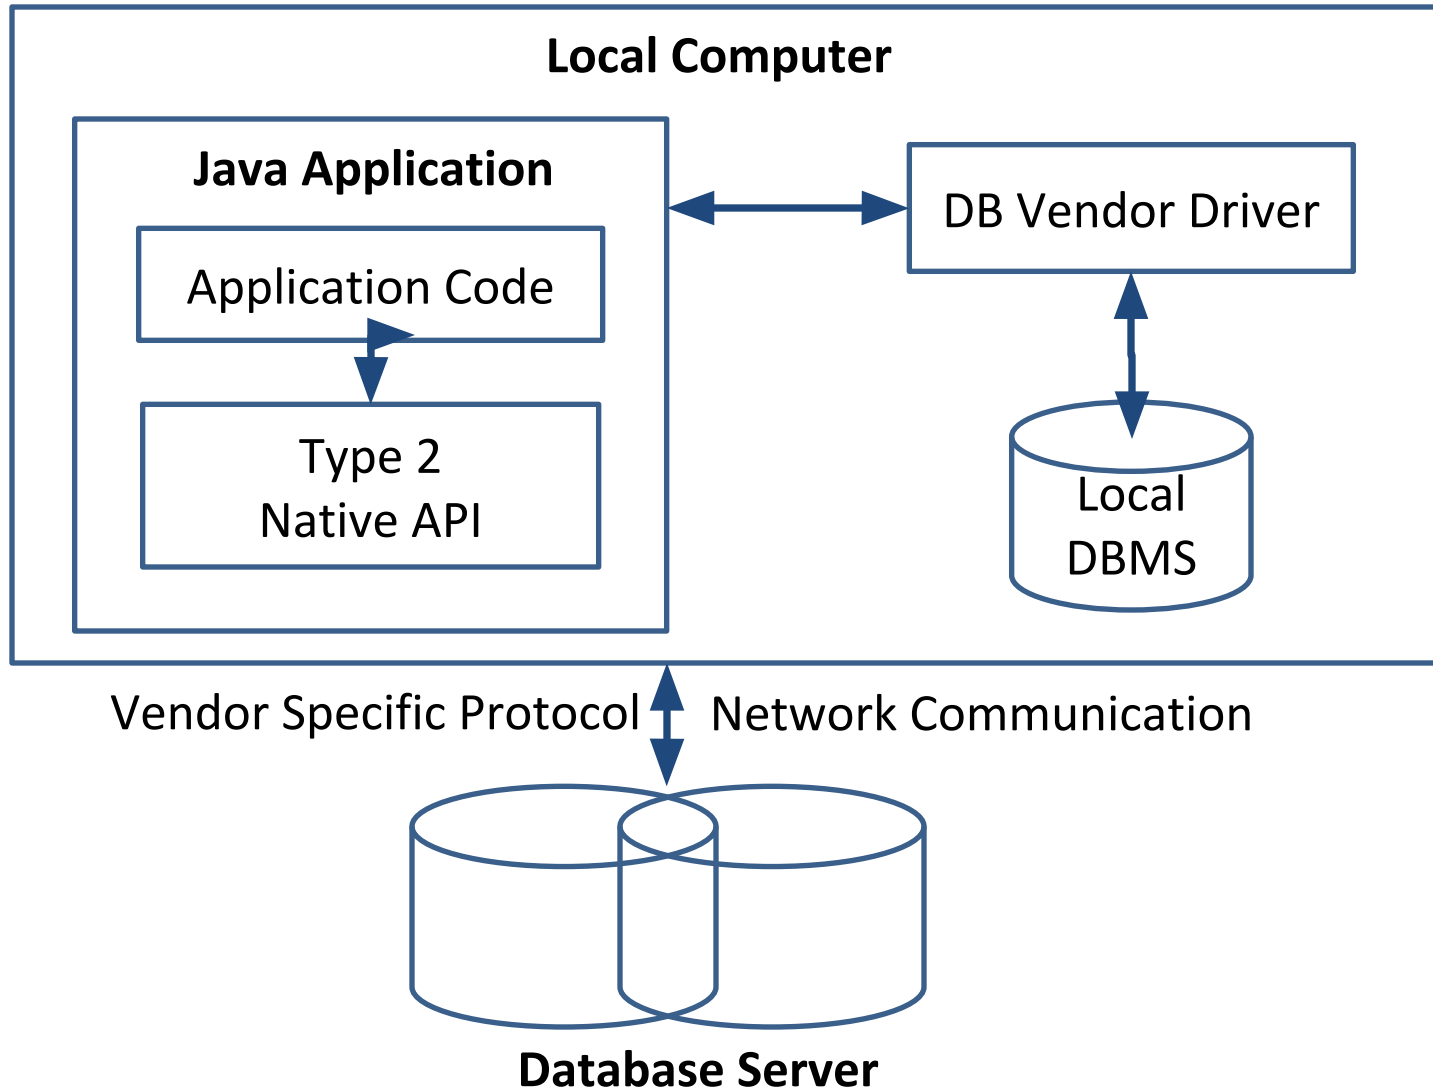 Local Computer
Java Application
DB Vendor Driver
Application Code
Type 2
Native API
Local
DBMS
Vendor Specific Protocol
Network Communication
Database Server